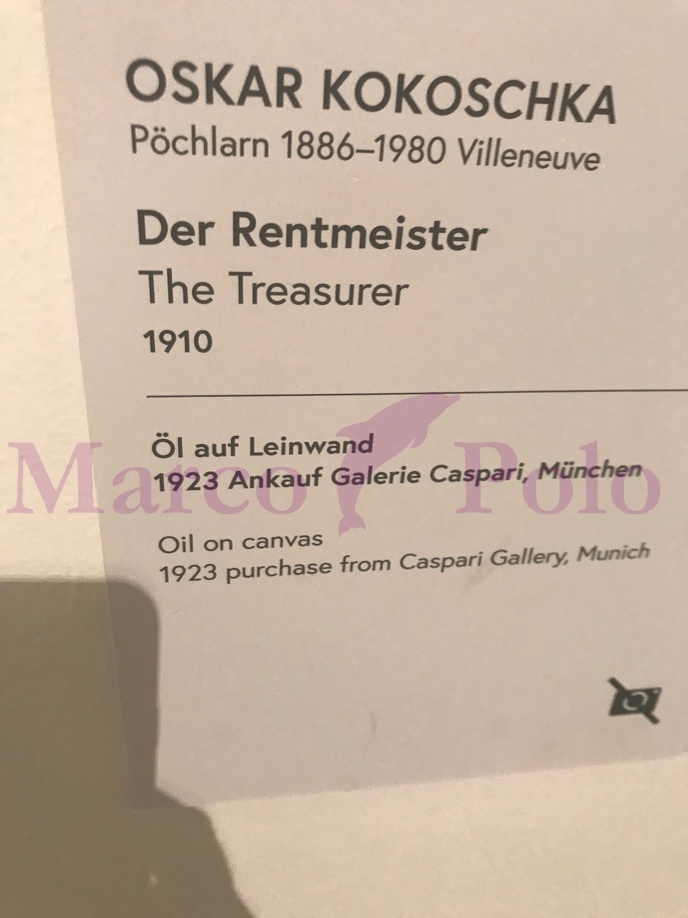 OSKAR KOKOSCHKA
Pöchlarn 1886–1980 Villeneuve
Der Rentmeister
The Treasurer
1910
Öl auf Leinwand
1923 Ankauf Galerie Caspari, München
Marco Polo
Oil on canvas
1923 purchase from Caspari Gallery, Munich